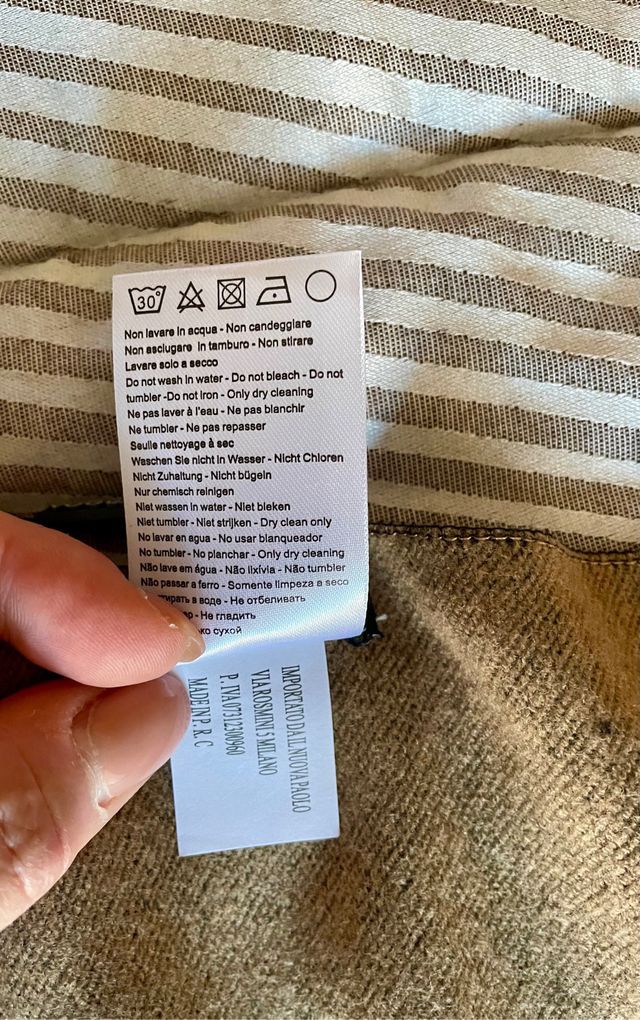 30°
Non lavare in acqua - Non candeggiare
Non asciugare in tamburo - Non stirare
Lavare solo a secco
Do not wash in water - Do not bleach - Do not
tumbler -Do not iron - Only dry cleaning
Ne pas laver à l'eau - Ne pas blanchir
Ne tumbler - Ne pas repasser
Seulle nettoyage à sec
Waschen Sie nicht in Wasser - Nicht Chloren
Nicht Zuhaltung - Nicht bügeln
Nur chemisch reinigen
Niet wassen in water - Niet bleken
Niet tumbler - Niet strijken - Dry clean only
No lavar en agua - No usar blanqueador
No tumbler - No planchar - Only dry cleaning
Não lave em água - Não lixívia - Não tumbler
Não passar a ferro - Somente limpeza a seco
в воде - Не отбеливать
- Не гладить
сухой
IMPORTATO DALL NUOVA PAOLO
VIA ROSMINI 5 MILANO
P. IVA 07312300960
MADE IN P. R. C